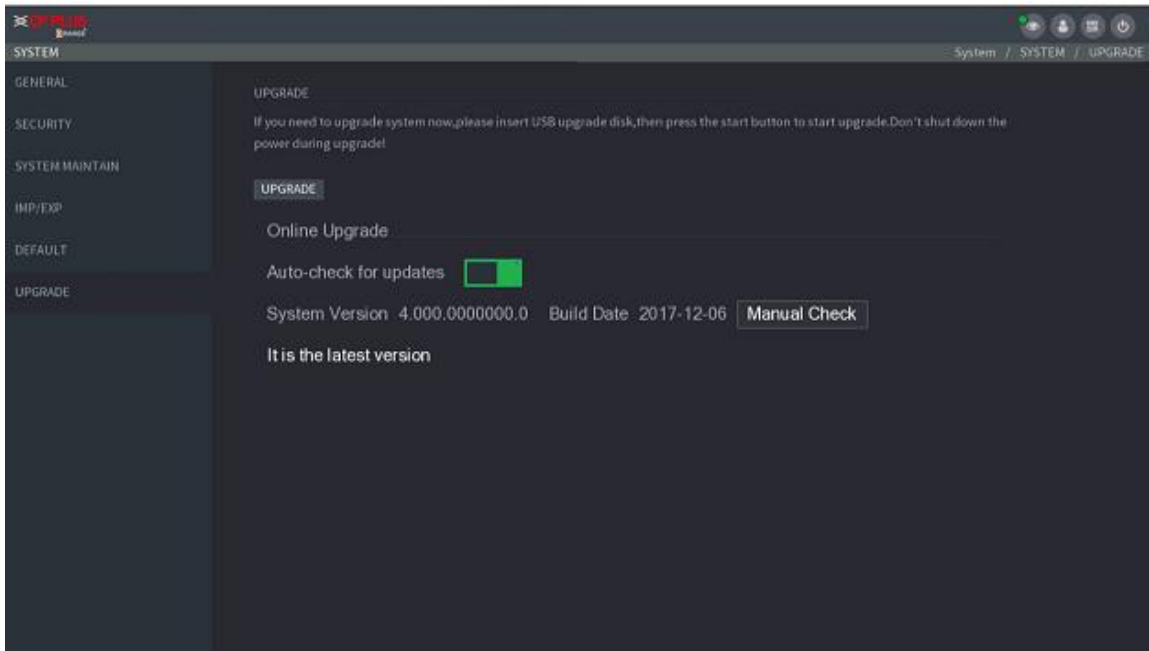 CP PLUS
ORANGE
SYSTEM
System / SYSTEM / UPGRADE
GENERAL
SECURITY
SYSTEM MAINTAIN
IMP/EXP
DEFAULT
UPGRADE
UPGRADE
If you need to upgrade system now,please insert USB upgrade disk,then press the start button to start upgrade.Don't shut down the
power during upgrade!
UPGRADE
Online Upgrade
Auto-check for updates
System Version 4.000.0000000.0 Build Date 2017-12-06 Manual Check
It is the latest version